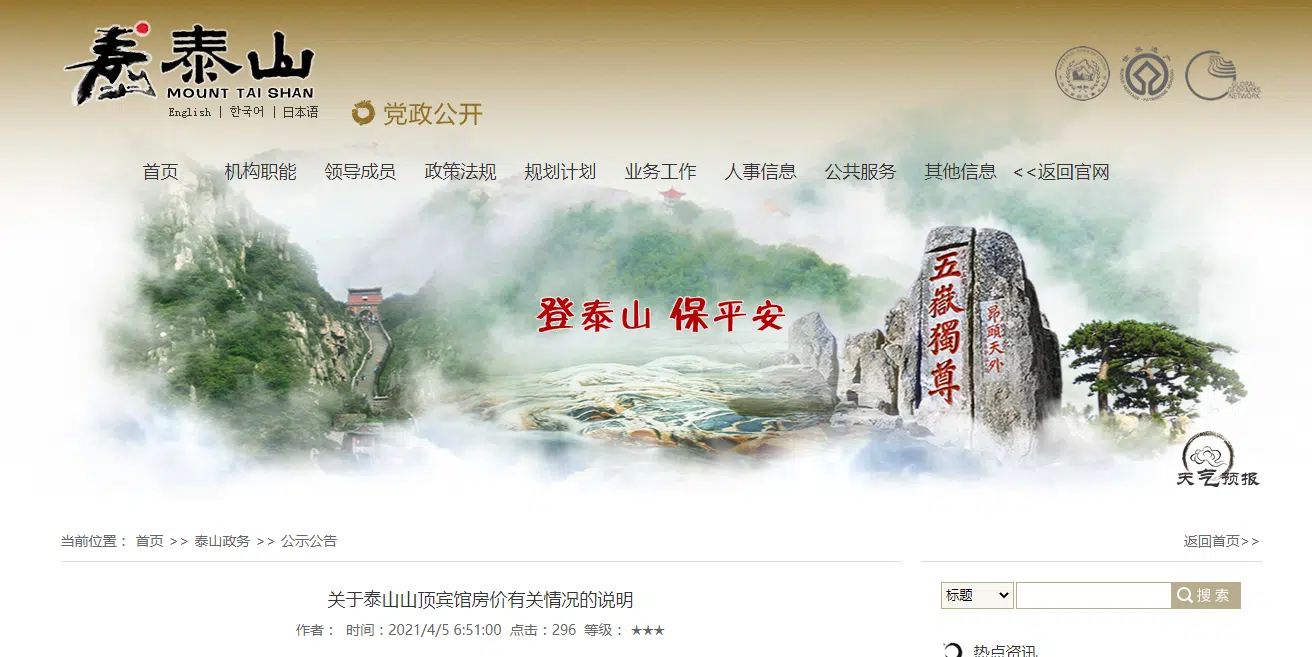 泰山
MOUNT TAI SHAN
English | 한국어 | 日本语
党政公开
GLOBAL
GEOPARKS
NETWORK
首页 机构职能 领导成员 政策法规 规划计划 业务工作 人事信息 公共服务 其他信息 <<返回官网
登泰山 保平安
五嶽獨尊
昂頭天外
天气预报
当前位置： 首页 >> 泰山政务 >> 公示公告
返回首页>>
关于泰山山顶宾馆房价有关情况的说明
作者： 时间：2021/4/5 6:51:00 点击：296 等级： ★★★
标题
搜 索
热点资讯